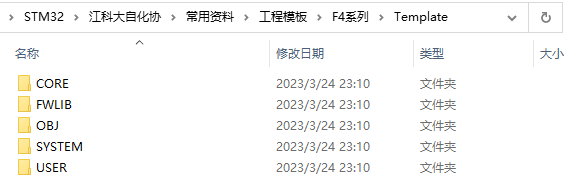 STM32 › 江科大自化协 › 常用资料 › 工程模板 › F4系列 › Template
名称 修改日期 类型 大小
CORE 2023/3/24 23:10 文件夹
FWLIB 2023/3/24 23:10 文件夹
OBJ 2023/3/24 23:10 文件夹
SYSTEM 2023/3/24 23:10 文件夹
USER 2023/3/24 23:10 文件夹